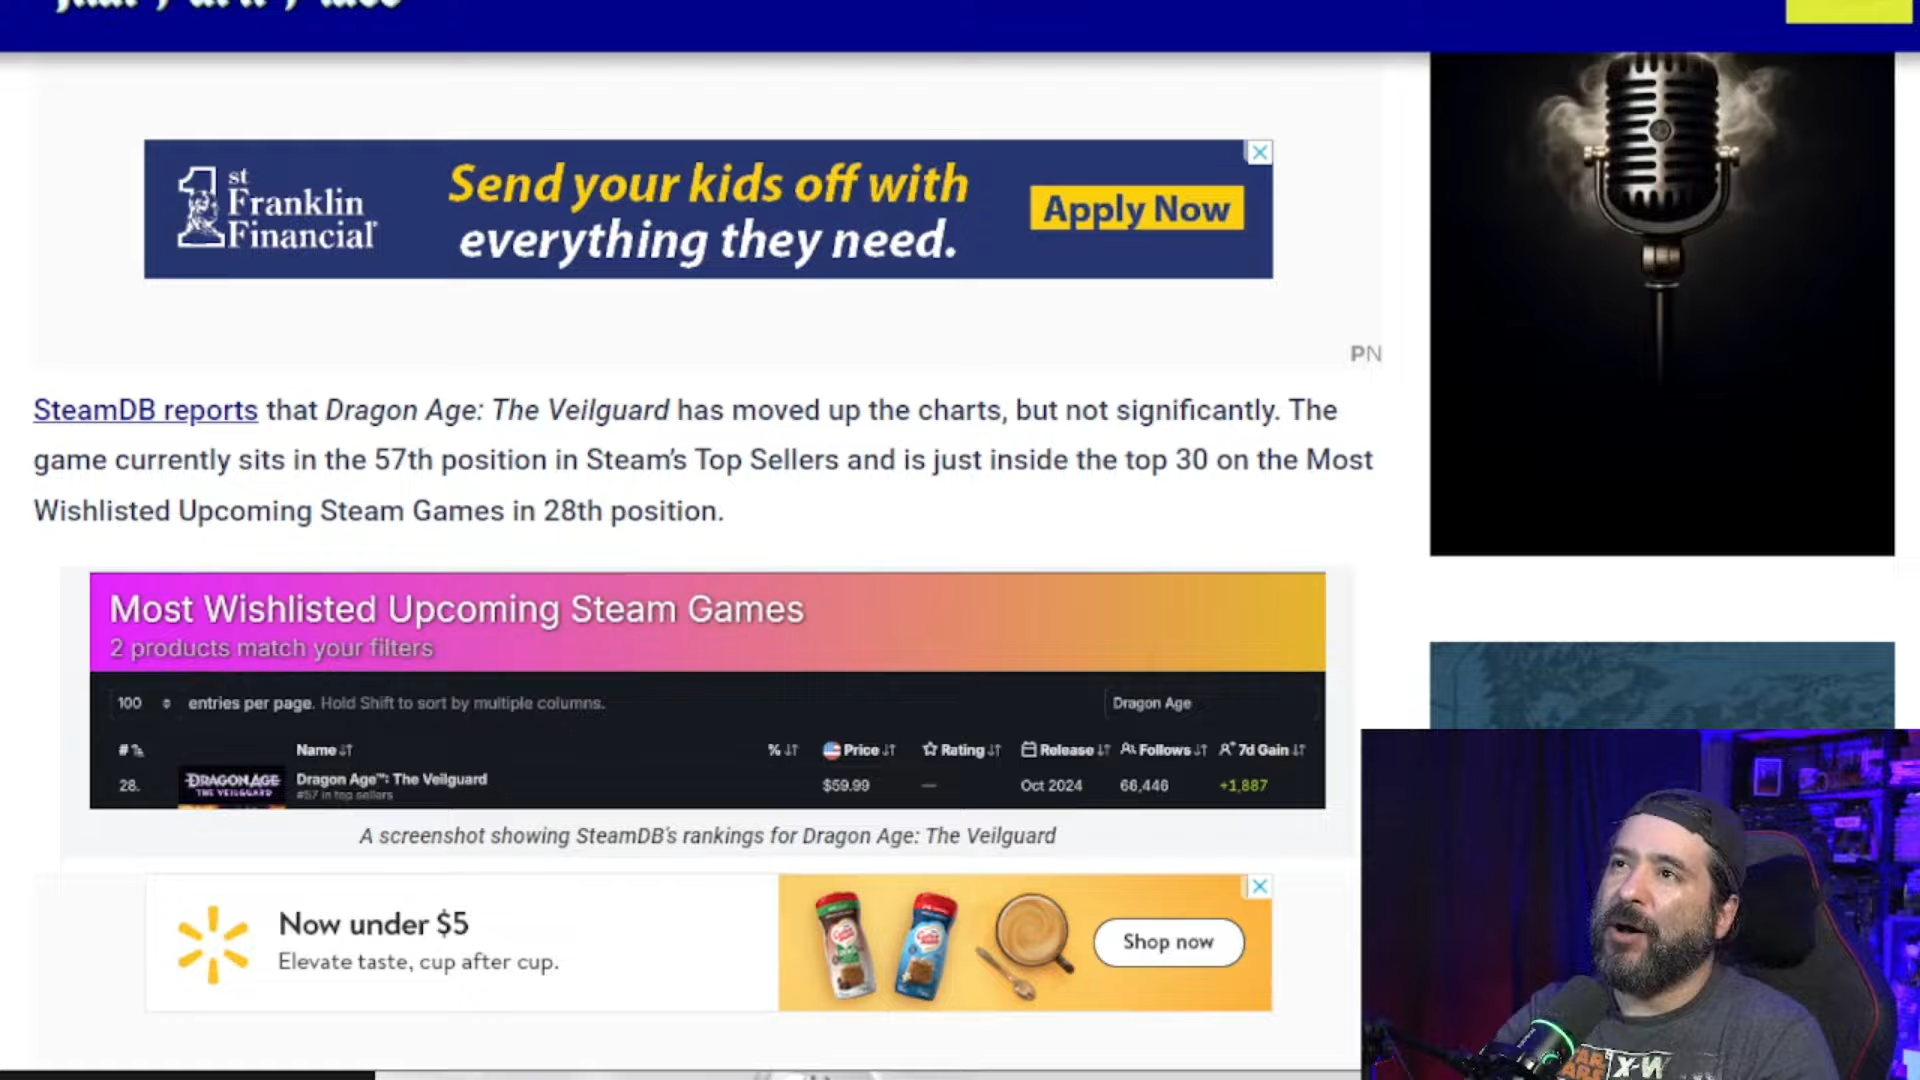 That Park Place
1st Franklin Financial
Send your kids off with
everything they need.
Apply Now
PN
SteamDB reports that Dragon Age: The Veilguard has moved up the charts, but not significantly. The
game currently sits in the 57th position in Steam's Top Sellers and is just inside the top 30 on the Most
Wishlisted Upcoming Steam Games in 28th position.
Most Wishlisted Upcoming Steam Games
2 products match your filters
100 entries per page. Hold Shift to sort by multiple columns.
Dragon Age
# Name % Price Rating Release Follows 7d Gain
28. DRAGON AGE THE VEILGUARD Dragon Age™: The Veilguard $59.99 — Oct 2024 66,446 +1,887
#57 in top sellers
A screenshot showing SteamDB's rankings for Dragon Age: The Veilguard
Now under $5
Elevate taste, cup after cup.
Shop now
X-W